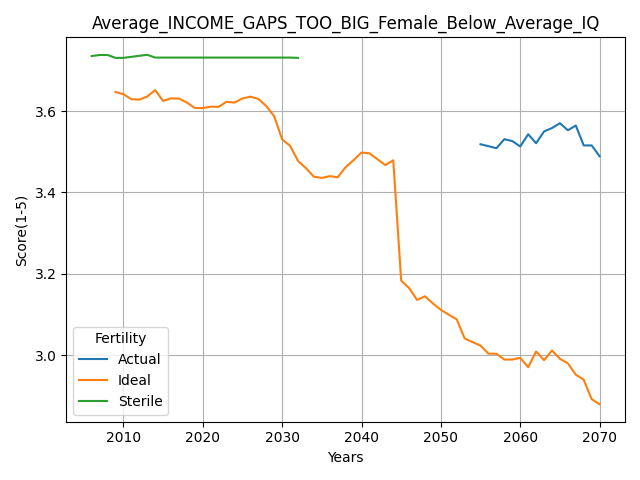 Average_INCOME_GAPS_TOO_BIG_Female_Below_Average_IQ
Score(1-5)
3.6
3.4
3.2
3.0
Fertility
Actual
Ideal
Sterile
2010 2020 2030 2040 2050 2060 2070
Years